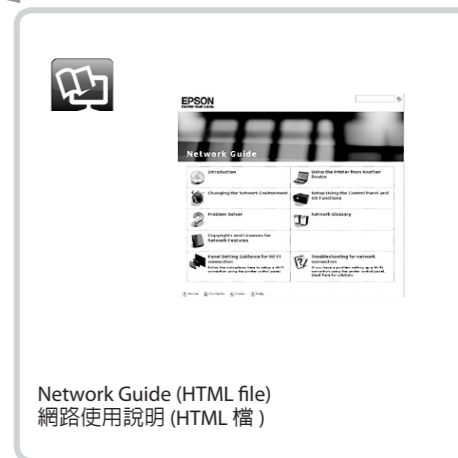 EPSON
Network Guide
Introduction
Using the Printer from Another
Device
Changing the Network Environment
Setup Using the Control Panel and
OS Functions
Problem Solver
Network Glossary
Copyrights and Licenses for
Network Features
Panel Setting Guidance for Wi-Fi
connection
Troubleshooting for network
connection
Network Guide (HTML file)
網路使用說明 (HTML 檔 )